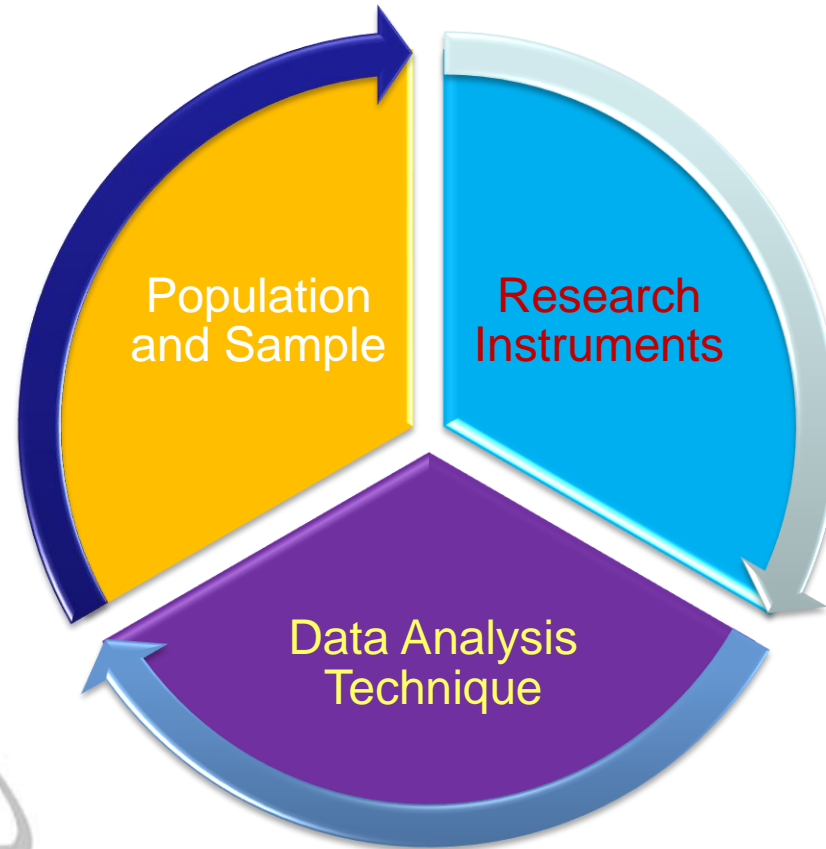 Population
and Sample
Research
Instruments
Data Analysis
Technique